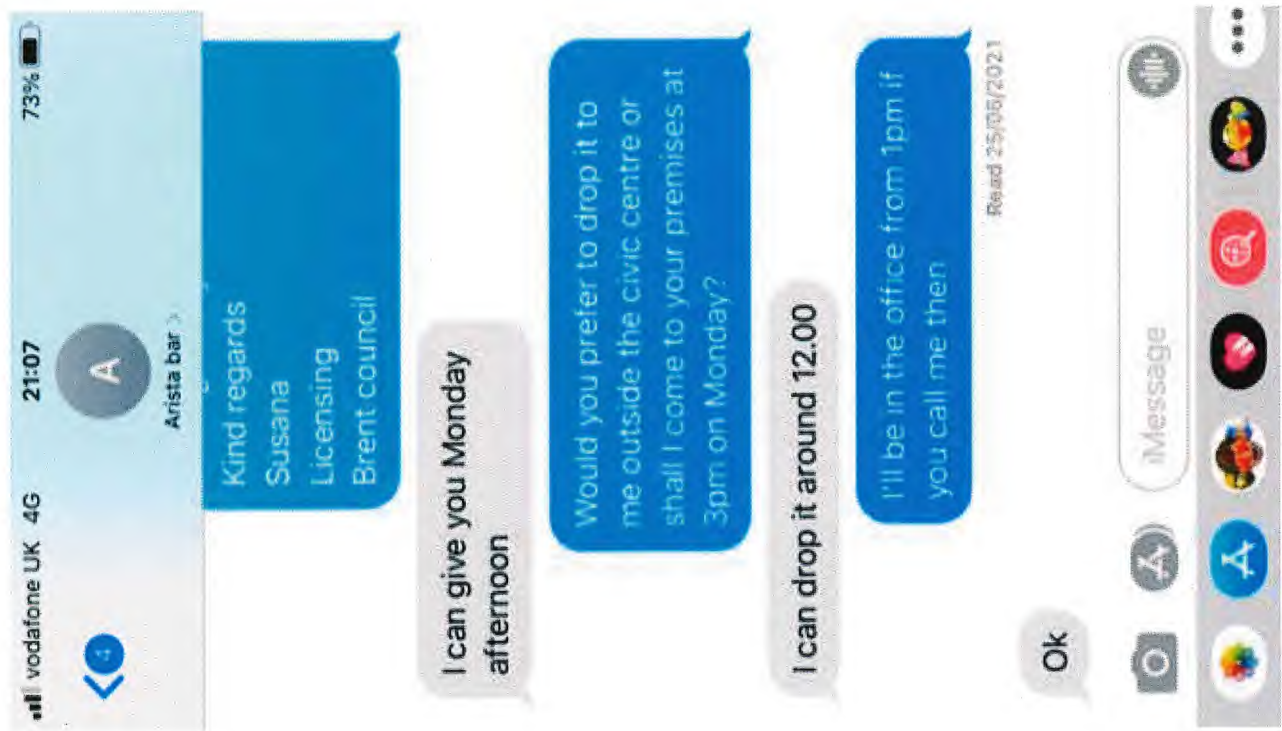 vodafone UK 4G 21:07 73%
4
A
Arista bar >
Kind regards
Susana
Licensing
Brent council
I can give you Monday
afternoon
Would you prefer to drop it to
me outside the civic centre or
shall I come to your premises at
3pm on Monday?
I can drop it around 12.00
I'll be in the office from 1pm if
you call me then
Read 25/06/2021
Ok
iMessage